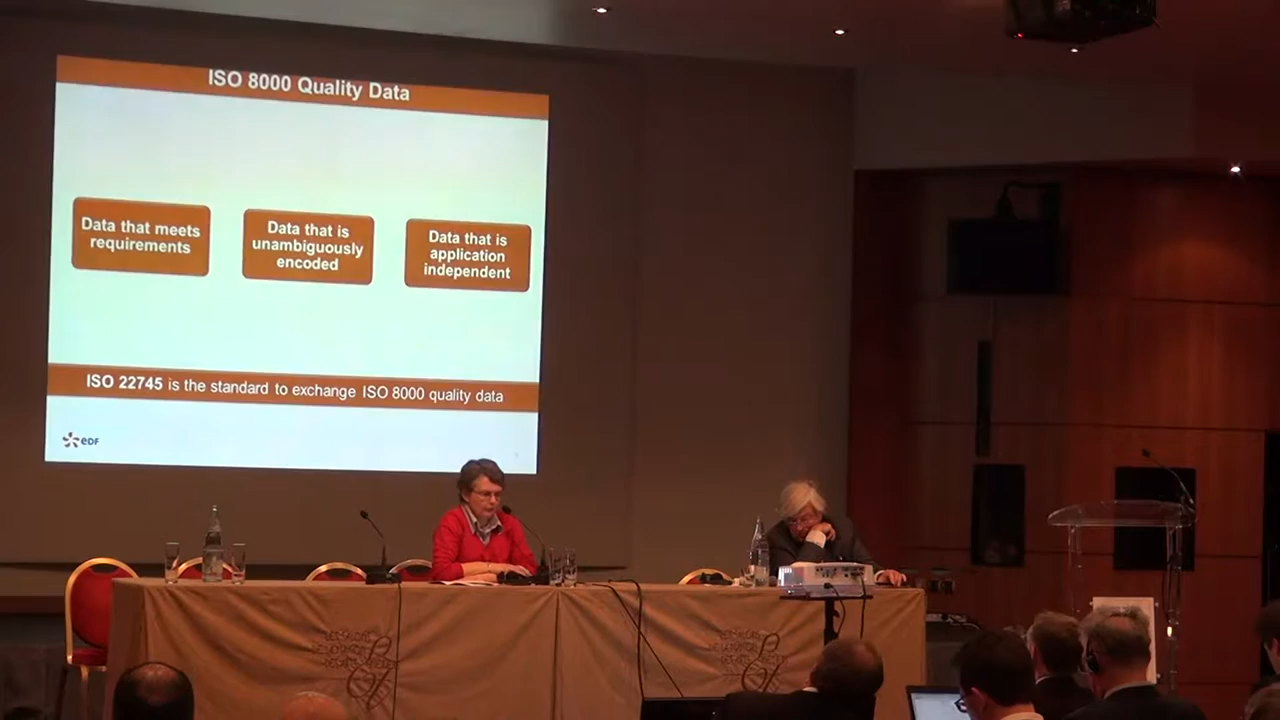 ISO 8000 Quality Data
Data that meets
requirements
Data that is
unambiguously
encoded
Data that is
application
independent
ISO 22745 is the standard to exchange ISO 8000 quality data
eDF